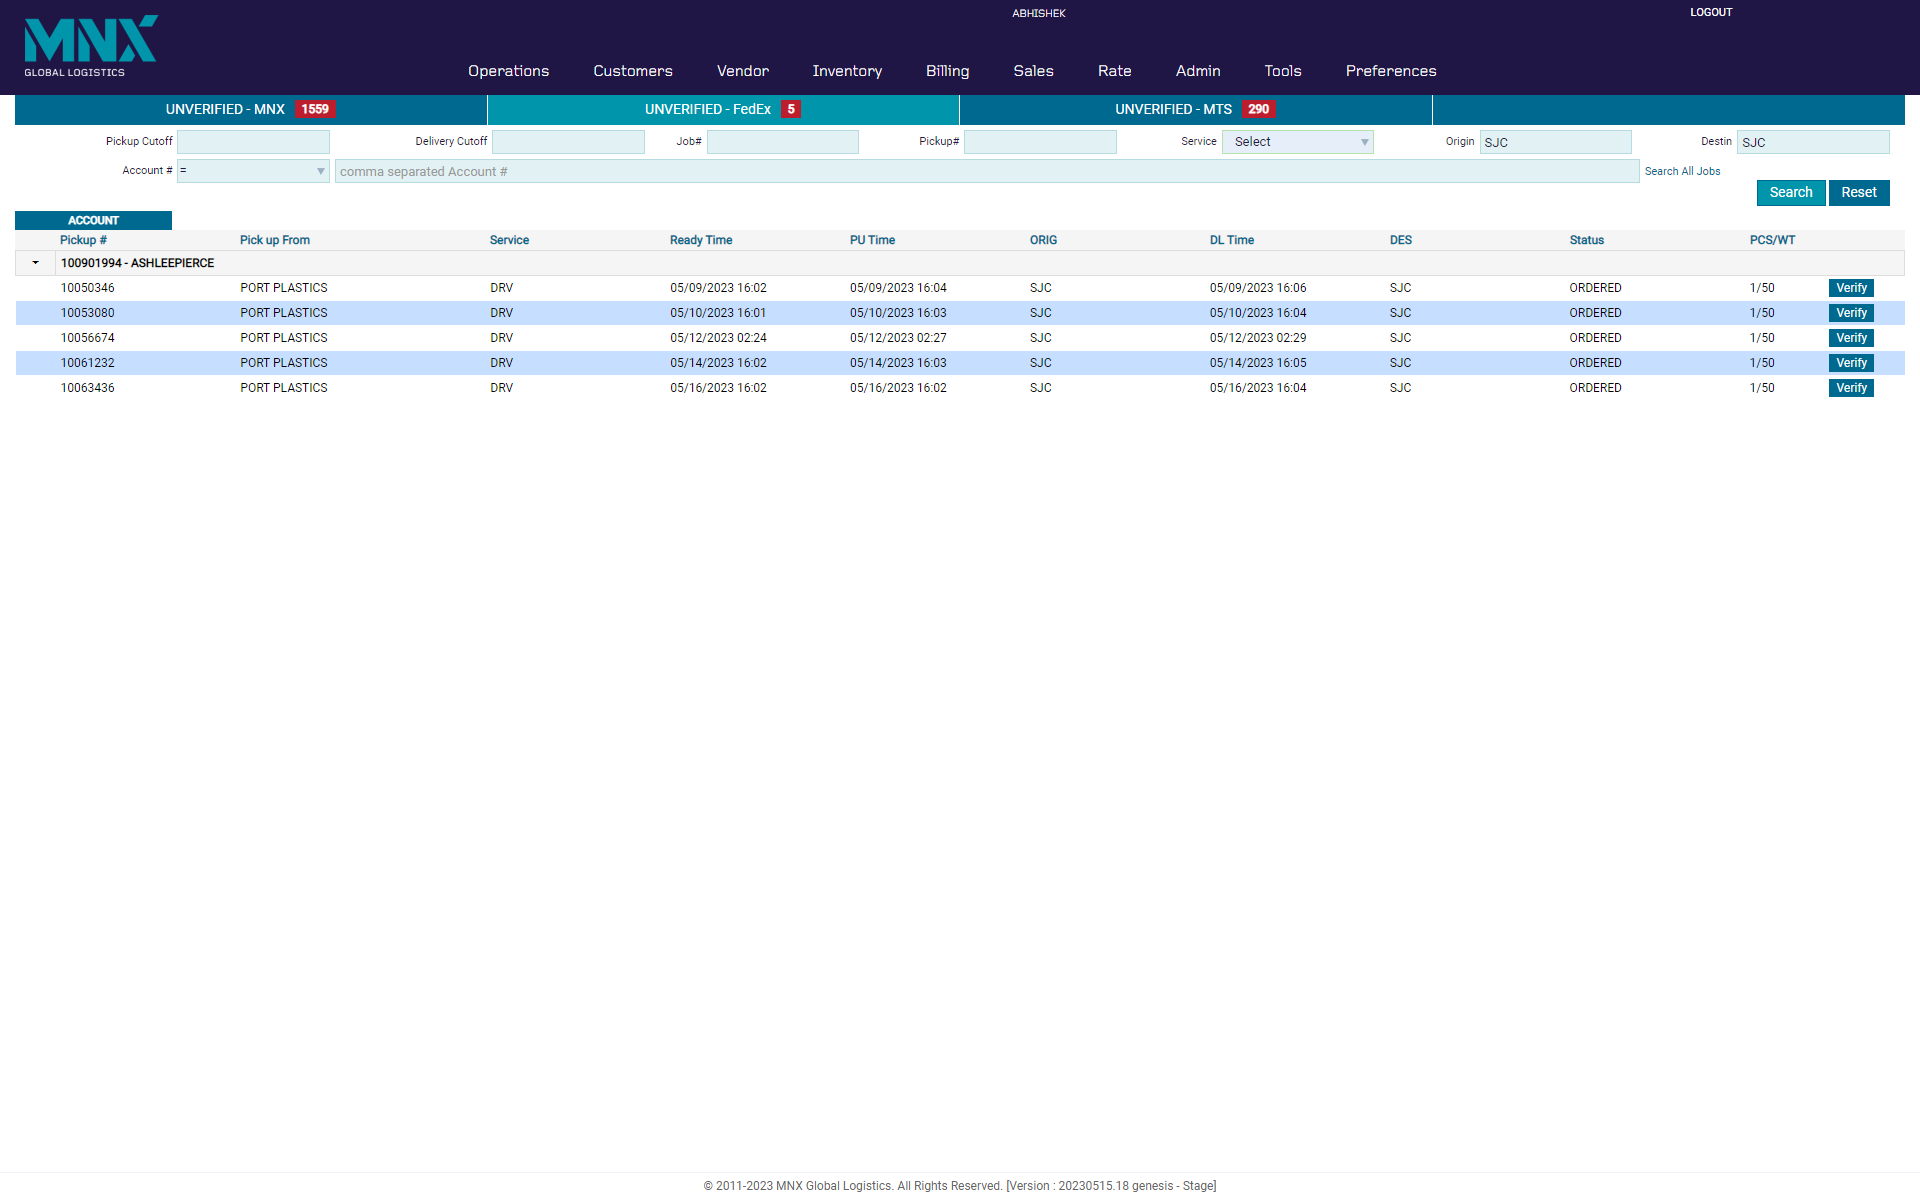 MNX
GLOBAL LOGISTICS
ABHISHEK
LOGOUT
Operations Customers Vendor Inventory Billing Sales Rate Admin Tools Preferences
UNVERIFIED - MNX 1559 UNVERIFIED - FedEx 5 UNVERIFIED - MTS 290
Pickup Cutoff Delivery Cutoff Job# Pickup# Service Select Origin SJC Destin SJC
Account # = comma separated Account # Search All Jobs
Search Reset
ACCOUNT
Pickup # Pick up From Service Ready Time PU Time ORIG DL Time DES Status PCS/WT
100901994 - ASHLEEPIERCE
10050346 PORT PLASTICS DRV 05/09/2023 16:02 05/09/2023 16:04 SJC 05/09/2023 16:06 SJC ORDERED 1/50 Verify
10053080 PORT PLASTICS DRV 05/10/2023 16:01 05/10/2023 16:03 SJC 05/10/2023 16:04 SJC ORDERED 1/50 Verify
10056674 PORT PLASTICS DRV 05/12/2023 02:24 05/12/2023 02:27 SJC 05/12/2023 02:29 SJC ORDERED 1/50 Verify
10061232 PORT PLASTICS DRV 05/14/2023 16:02 05/14/2023 16:03 SJC 05/14/2023 16:05 SJC ORDERED 1/50 Verify
10063436 PORT PLASTICS DRV 05/16/2023 16:02 05/16/2023 16:02 SJC 05/16/2023 16:04 SJC ORDERED 1/50 Verify
© 2011-2023 MNX Global Logistics. All Rights Reserved. [Version : 20230515.18 genesis - Stage]